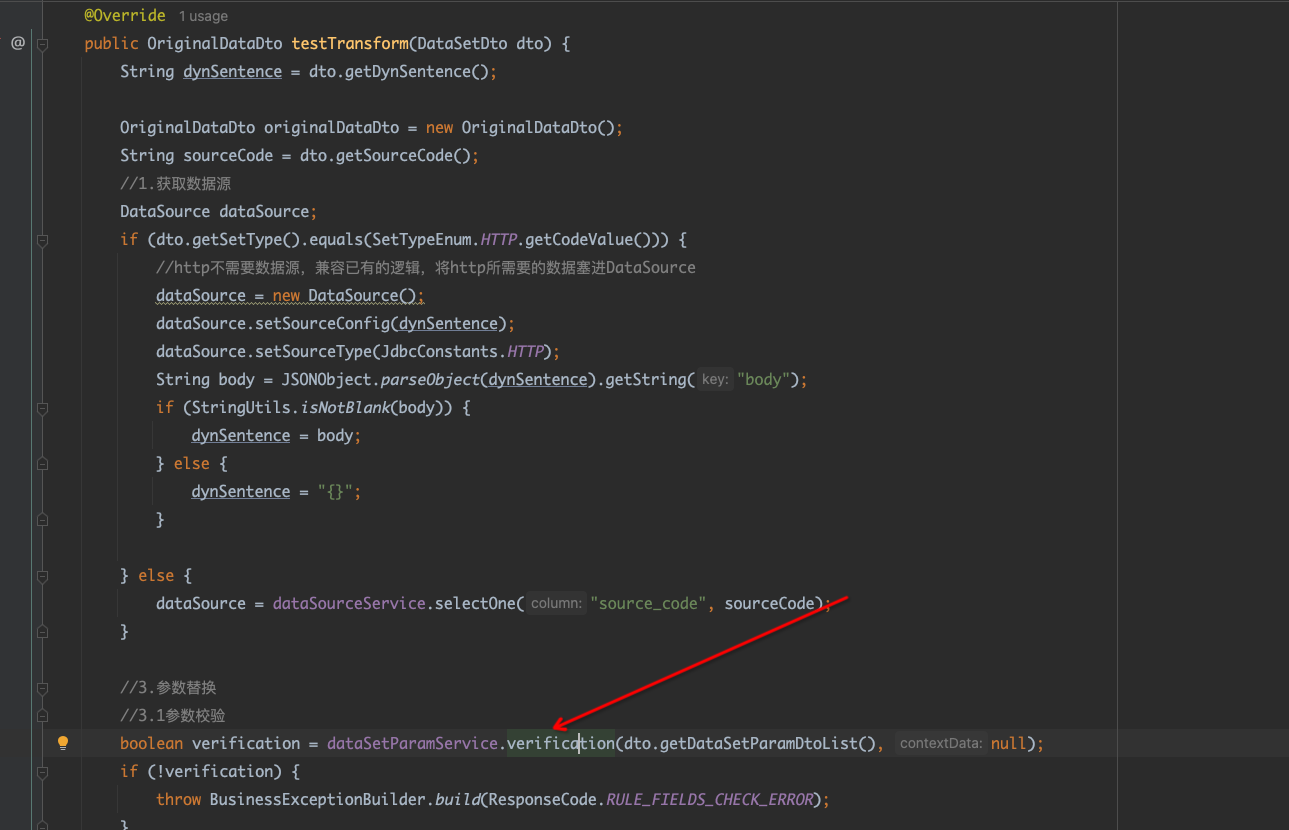 @Override 1 usage
@
public OriginalDataDto testTransform(DataSetDto dto) {
String dynSentence = dto.getDynSentence();
OriginalDataDto originalDataDto = new OriginalDataDto();
String sourceCode = dto.getSourceCode();
//1.获取数据源
DataSource dataSource;
if (dto.getSetType().equals(SetTypeEnum.HTTP.getCodeValue())) {
//http不需要数据源，兼容已有的逻辑，将http所需要的数据塞进DataSource
dataSource = new DataSource();
dataSource.setSourceConfig(dynSentence);
dataSource.setSourceType(JdbcConstants.HTTP);
String body = JSONObject.parseObject(dynSentence).getString( key: "body");
if (StringUtils.isNotBlank(body)) {
dynSentence = body;
} else {
dynSentence = "{}";
}
} else {
dataSource = dataSourceService.selectOne( column: "source_code", sourceCode);
}
//3.参数替换
//3.1参数校验
boolean verification = dataSetParamService.verification(dto.getDataSetParamDtoList(), contextData: null);
if (!verification) {
throw BusinessExceptionBuilder.build(ResponseCode.RULE_FIELDS_CHECK_ERROR);
}